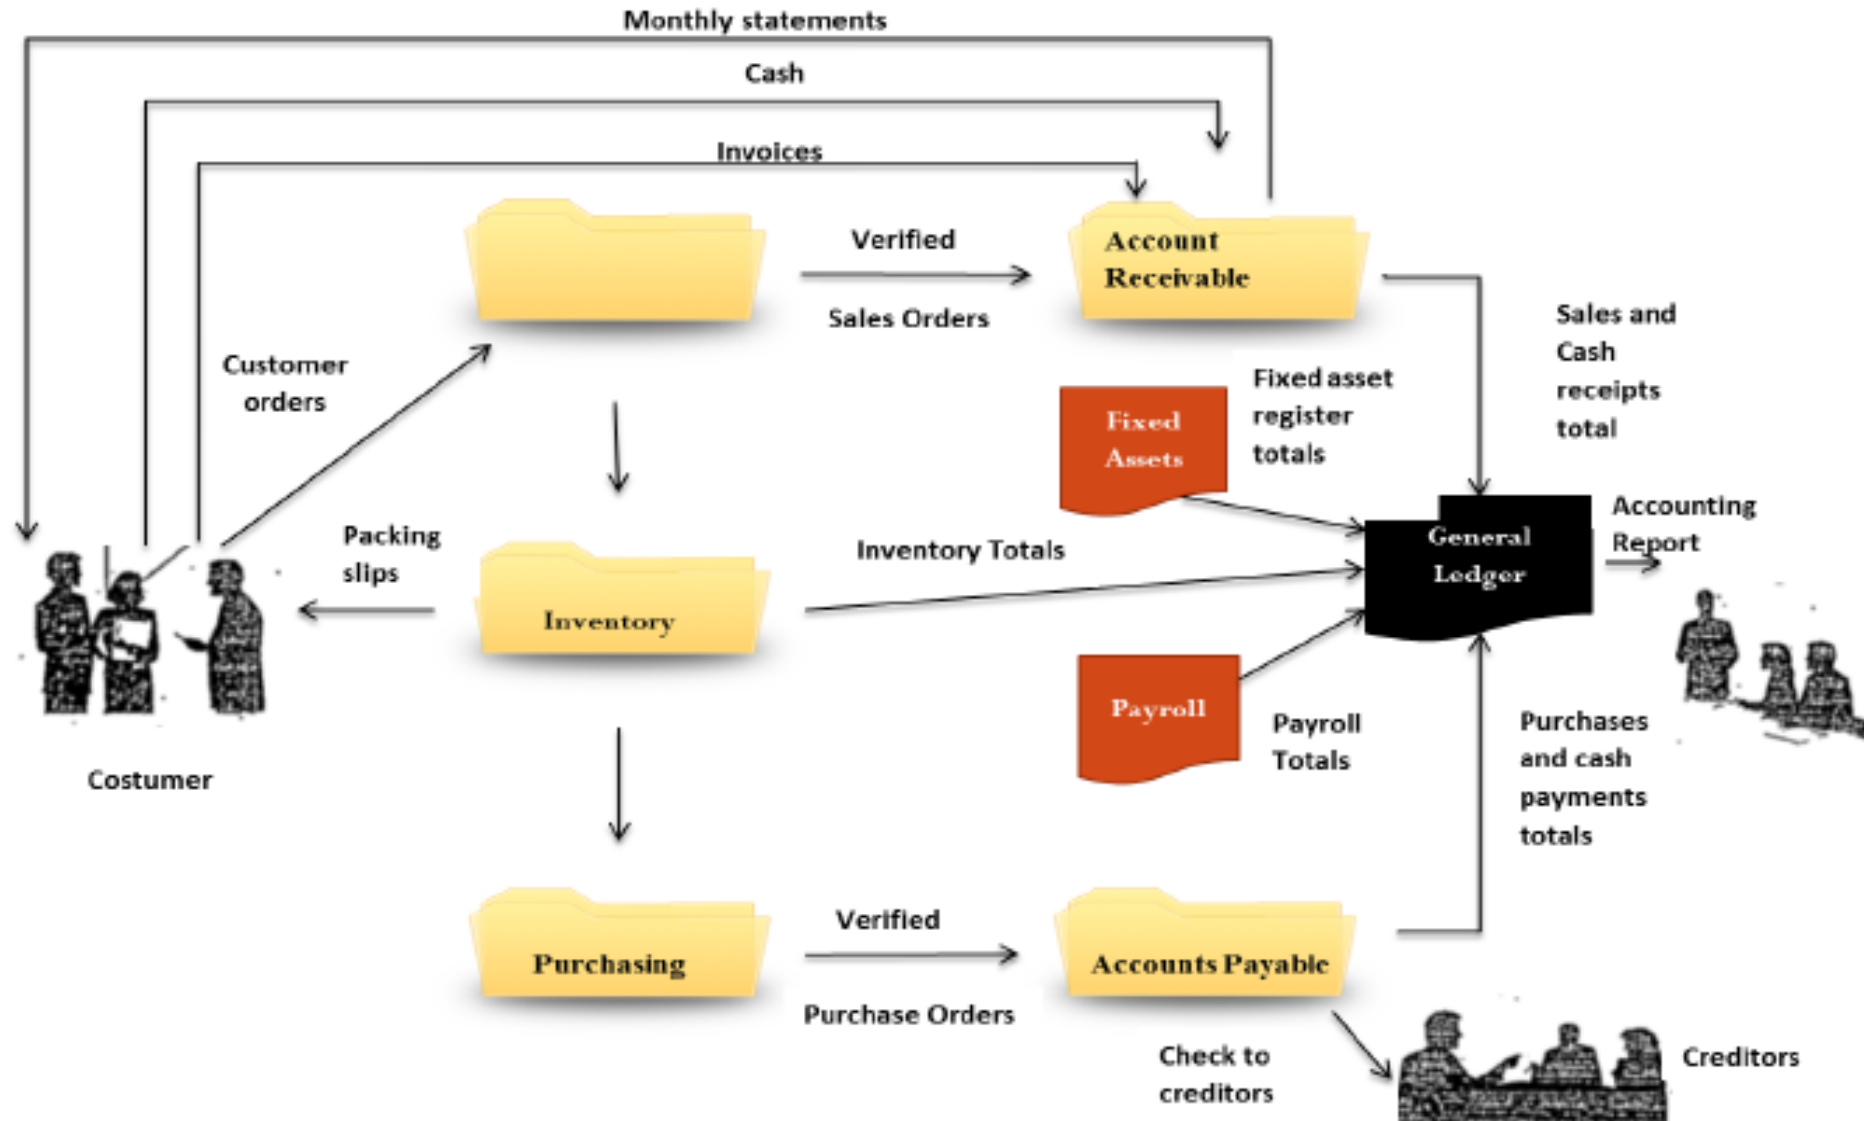 Monthly statements
Cash
Invoices
Verified
Sales Orders
Account
Receivable
Customer
orders
Sales and
Cash
receipts
total
Fixed
Assets
Fixed asset
register
totals
Packing
slips
Inventory Totals
General
Ledger
Accounting
Report
Inventory
Payroll
Payroll
Totals
Purchases
and cash
payments
totals
Costumer
Purchasing
Verified
Purchase Orders
Accounts Payable
Check to
creditors
Creditors